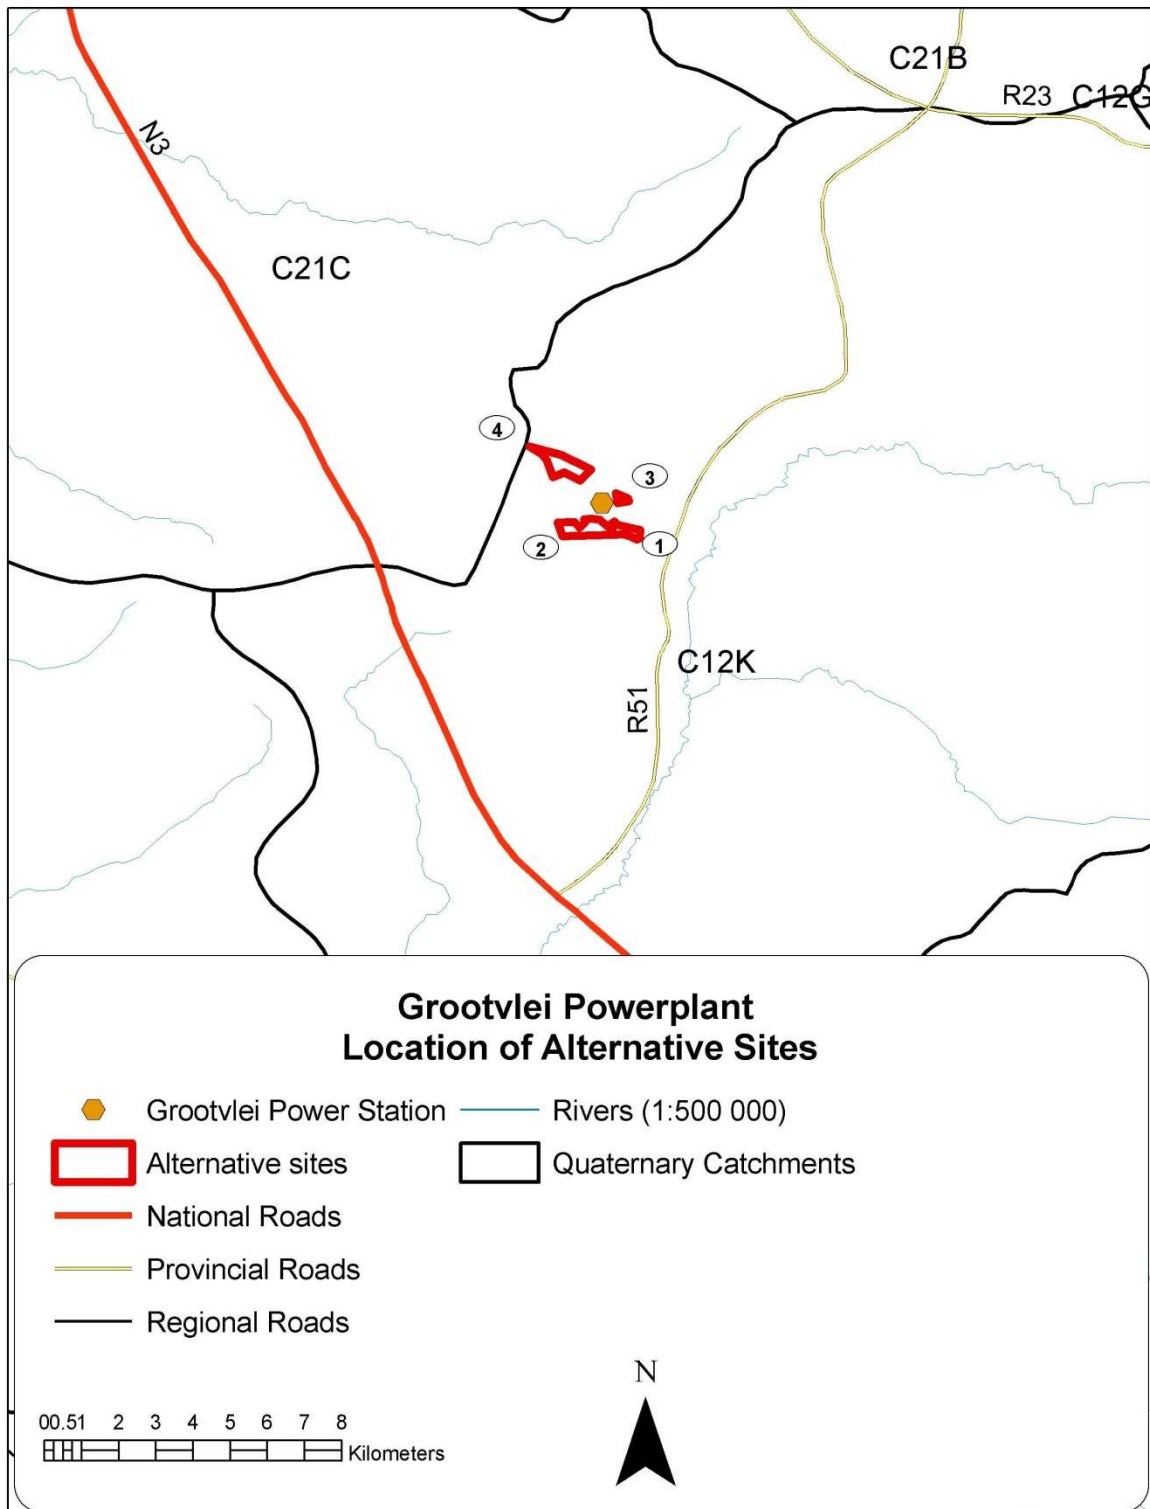 C21B
R23
C12G
N3
C21C
4
3
2
1
C12K
R51
Grootvlei Powerplant
Location of Alternative Sites
Grootvlei Power Station
Rivers (1:500 000)
Alternative sites
Quaternary Catchments
National Roads
Provincial Roads
Regional Roads
N
00.51 2 3 4 5 6 7 8
Kilometers